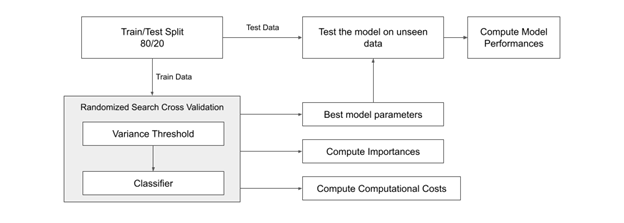 Train/Test Split
80/20
Test Data
Test the model on unseen
data
Compute Model
Performances
Train Data
Randomized Search Cross Validation
Variance Threshold
Classifier
Best model parameters
Compute Importances
Compute Computational Costs